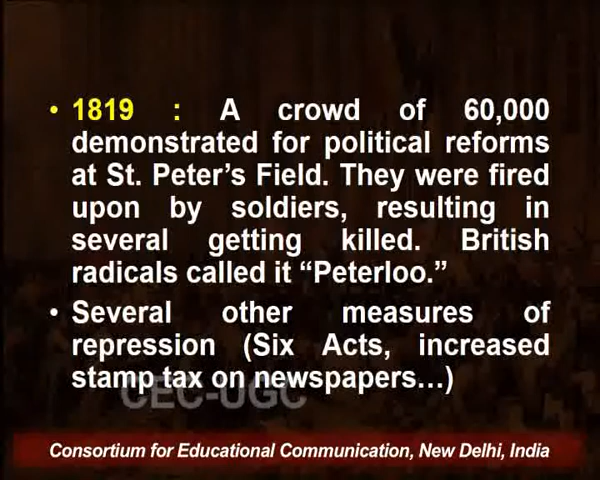 • 1819 : A crowd of 60,000
demonstrated for political reforms
at St. Peter's Field. They were fired
upon by soldiers, resulting in
several getting killed. British
radicals called it “Peterloo.”
• Several other measures of
repression (Six Acts, increased
stamp tax on newspapers…)
CEC-UGC
Consortium for Educational Communication, New Delhi, India